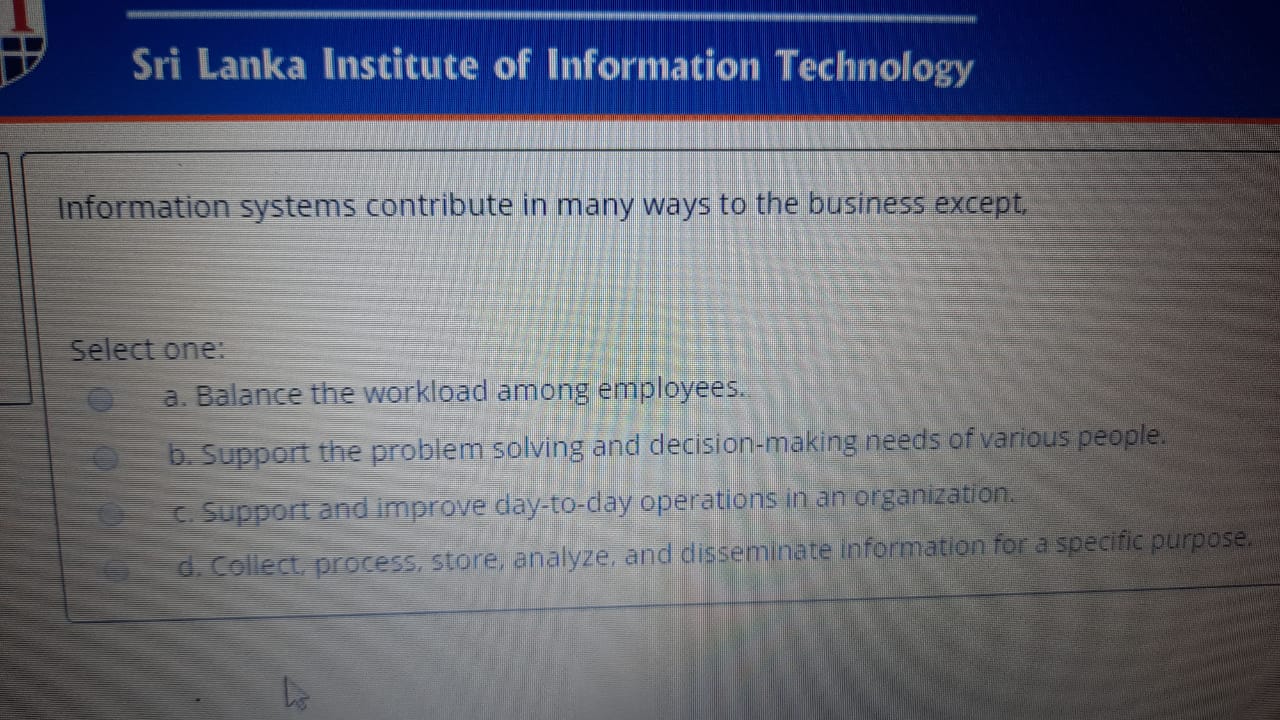 Sri Lanka Institute of Information Technology
Information systems contribute in many ways to the business except,
Select one:
a. Balance the workload among employees.
b. Support the problem solving and decision-making needs of various people.
c. Support and improve day-to-day operations in an organization.
d. Collect, process, store, analyze, and disseminate information for a specific purpose.